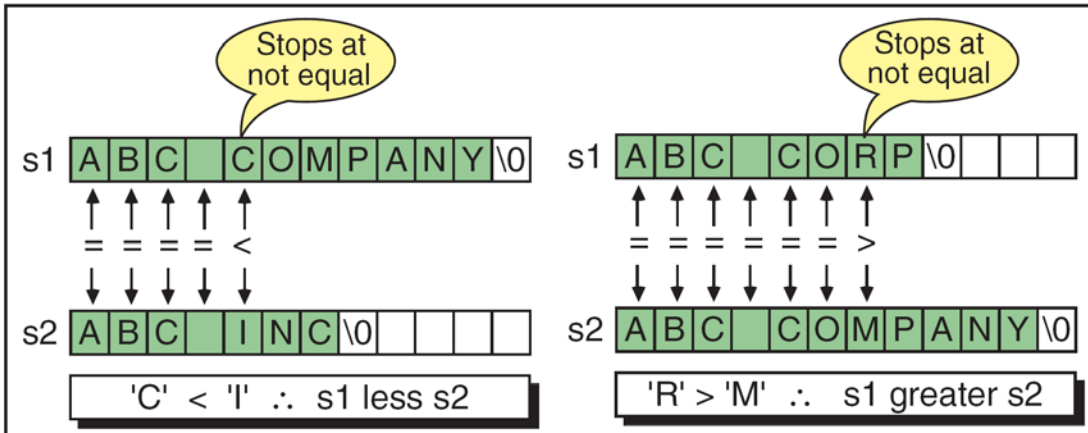 Stops at
not equal
s1 A B C   C O M P A N Y \0
= = = = <
s2 A B C   I N C \0
'C' < 'I' ∴ s1 less s2
Stops at
not equal
s1 A B C   C O R P \0
= = = = = = >
s2 A B C   C O M P A N Y \0
'R' > 'M' ∴ s1 greater s2